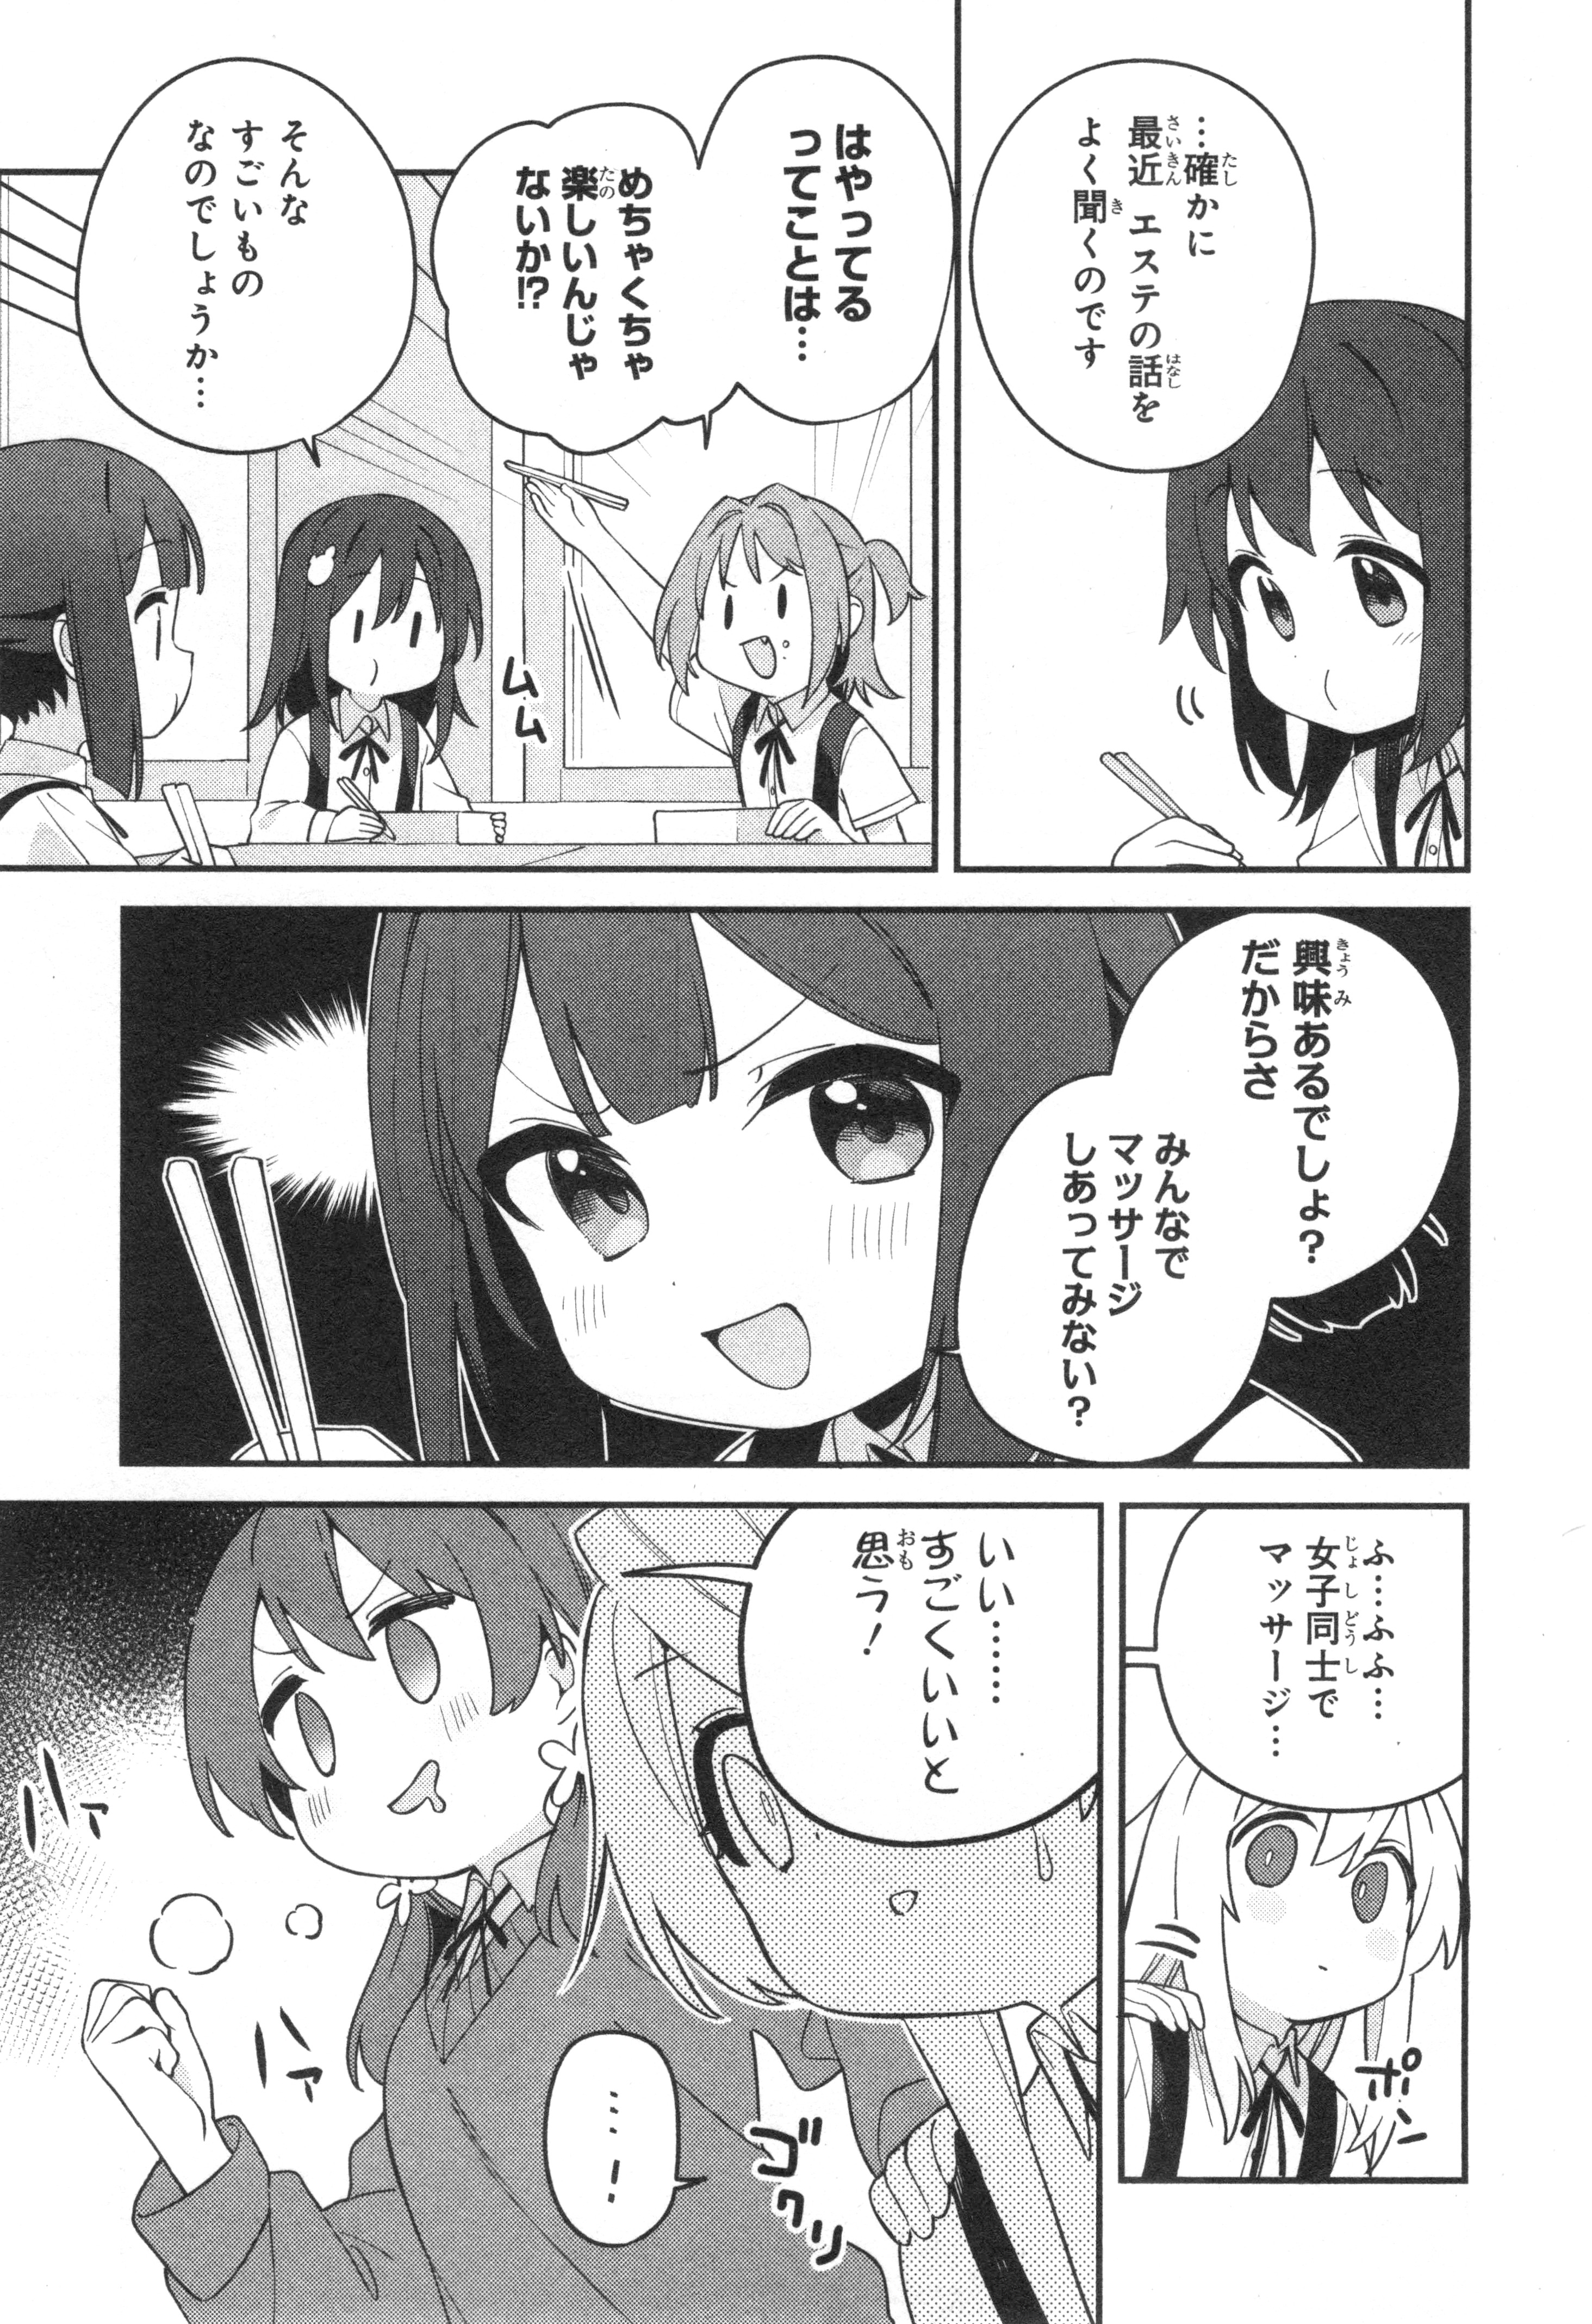 …確かに
最近 エステの話を
よく聞くのです
はやってる
ってことは…
めちゃくちゃ
楽しいんじゃ
ないか!?
そんな
すごいもの
なのでしょうか…
ムムム
興味あるでしょ?
だからさ
みんなで
マッサージ
しあってみない?
ふ…ふふ…
女子同士で
マッサージ…
ポン
いい……
すごくいいと
思う!
ハァ
ハァ
…!
ゴクリ